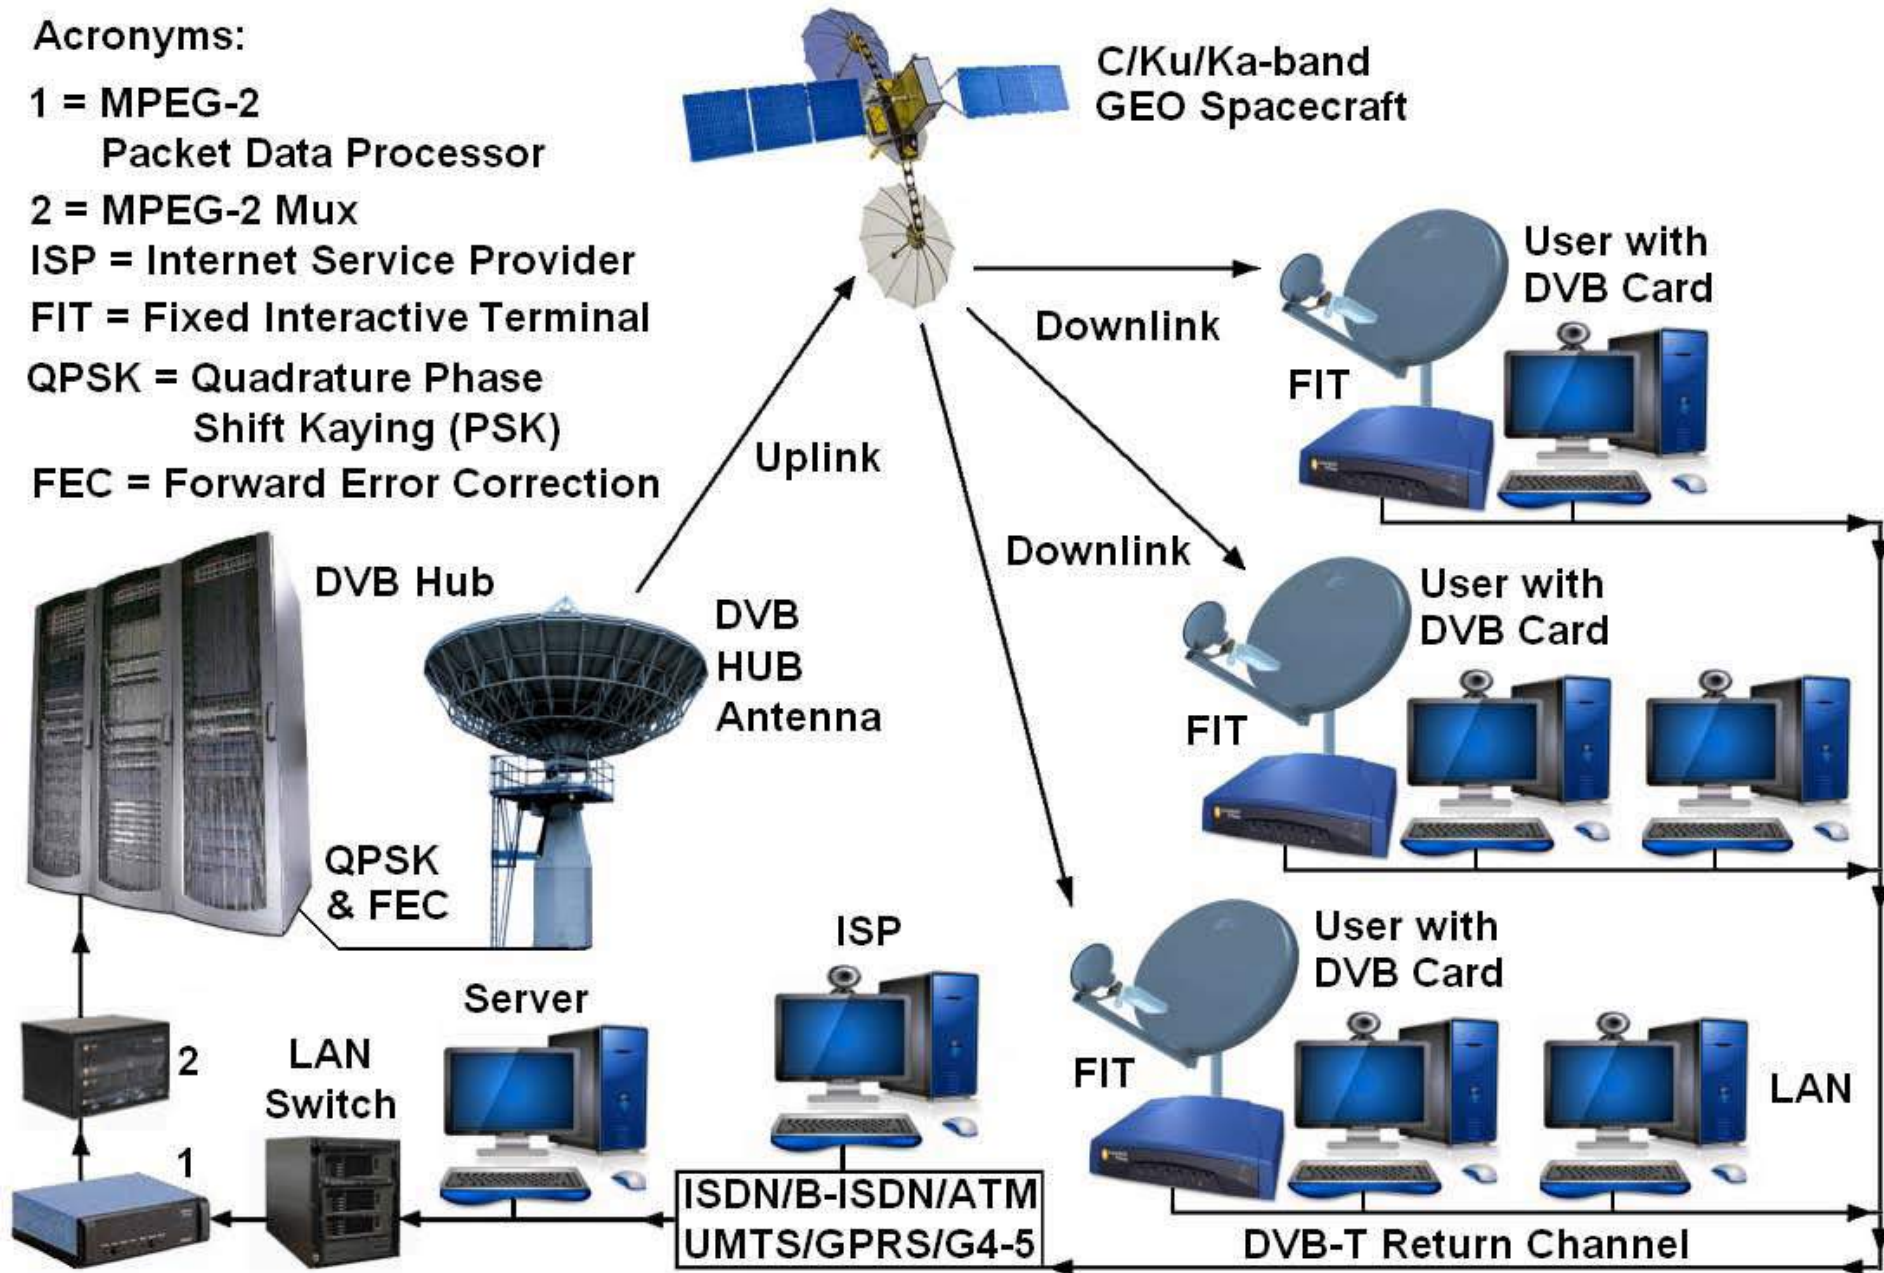 Acronyms:
1 = MPEG-2
Packet Data Processor
2 = MPEG-2 Mux
ISP = Internet Service Provider
FIT = Fixed Interactive Terminal
QPSK = Quadrature Phase
Shift Kaying (PSK)
FEC = Forward Error Correction
C/Ku/Ka-band
GEO Spacecraft
User with
DVB Card
Downlink
FIT
Uplink
Downlink
DVB Hub
DVB
HUB
Antenna
User with
DVB Card
FIT
QPSK
& FEC
ISP
User with
DVB Card
Server
2
LAN
Switch
FIT
LAN
1
ISDN/B-ISDN/ATM
UMTS/GPRS/G4-5
DVB-T Return Channel